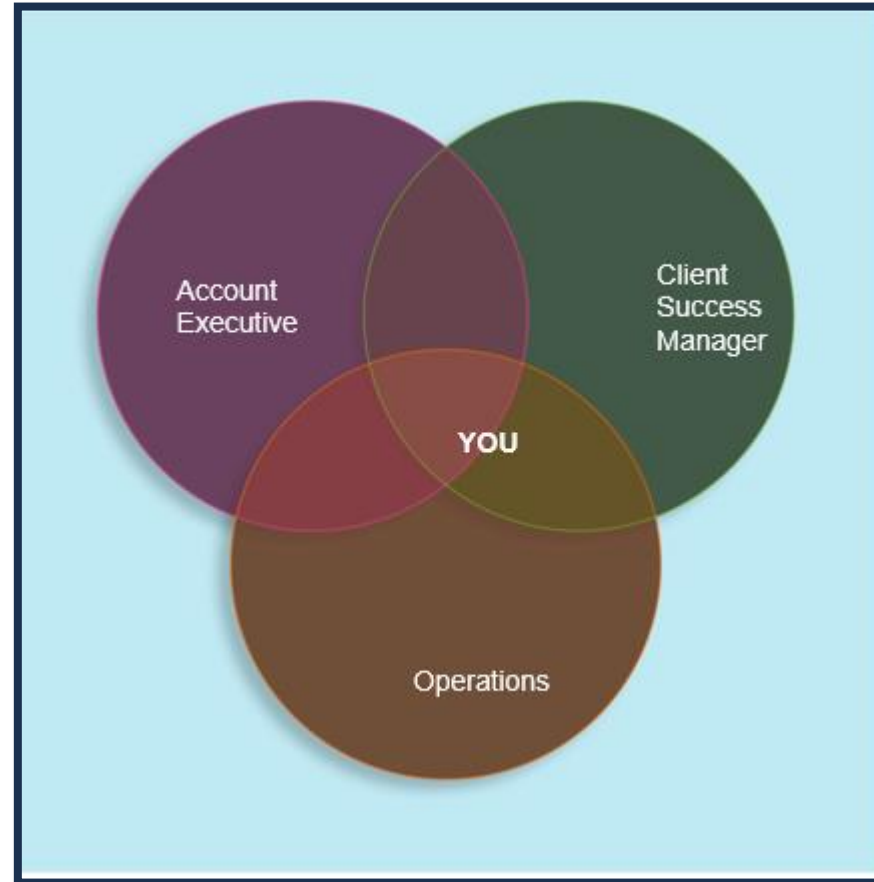 Account
Executive
Client
Success
Manager
YOU
Operations